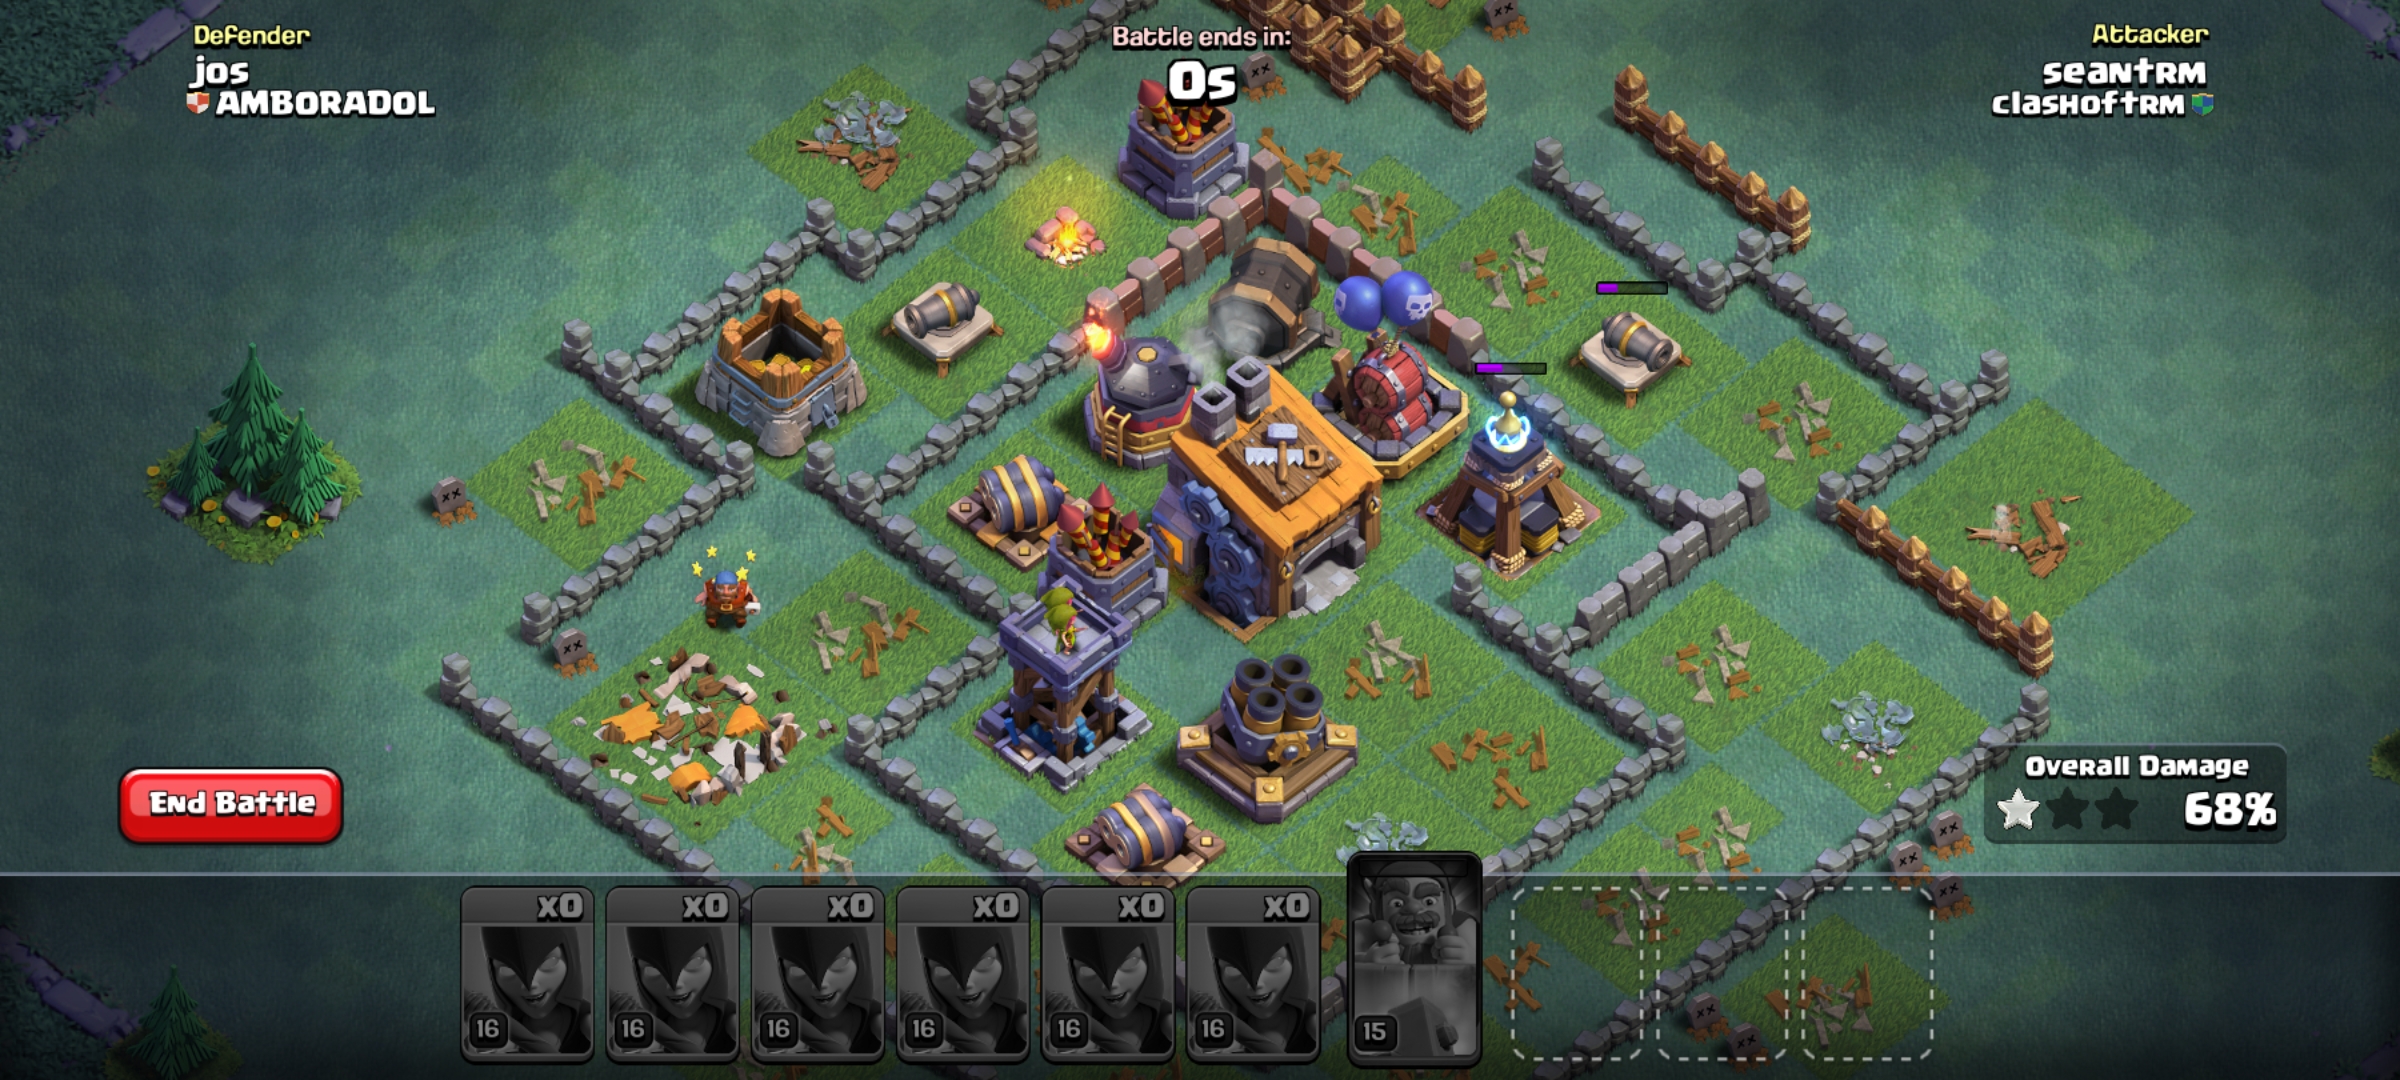 Defender
jos
AMBORADOL
Battle ends in:
0s
Attacker
seantRM
clashoftRM
End Battle
Overall Damage
68%
x0 x0 x0 x0 x0 x0
16 16 16 16 16 16 15